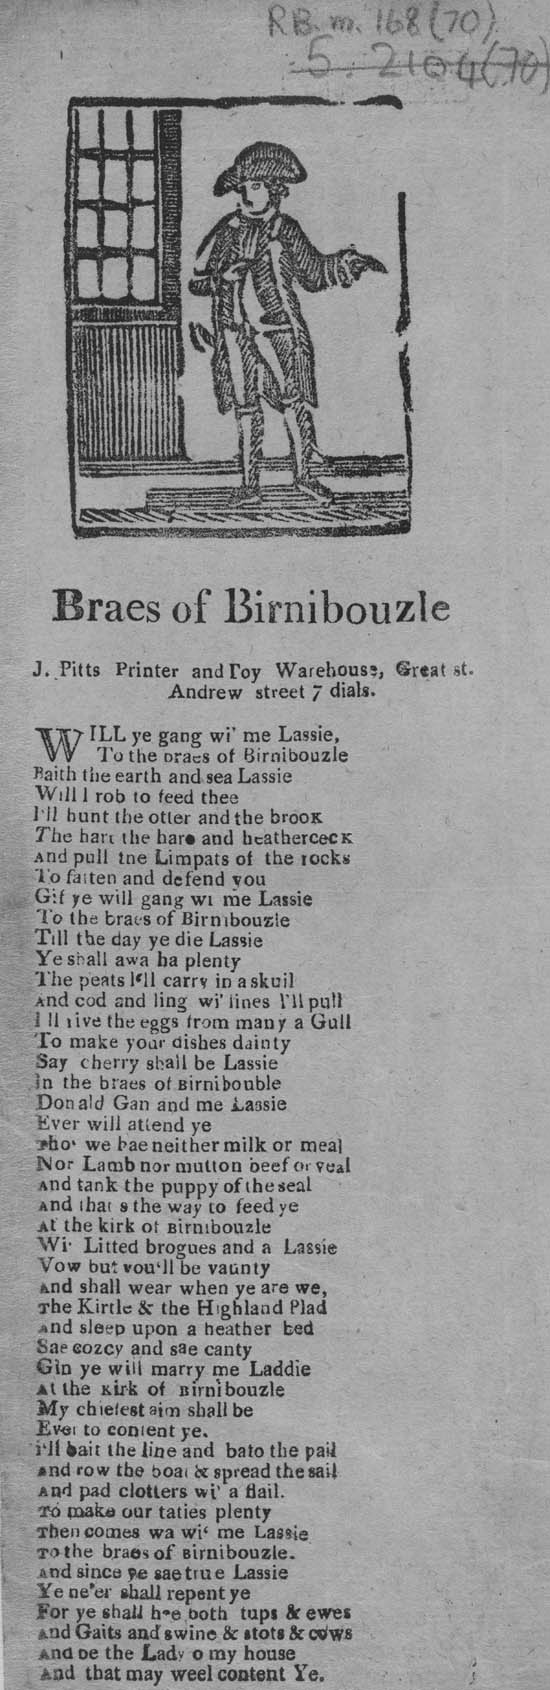 RB. m. 168 (70)
5. 2104 (70)
Braes of Birnibouzle
J. Pitts Printer and Toy Warehouse, Great st.
Andrew street 7 dials.
WILL ye gang wi' me Lassie,
To the braes of Birnibouzle
Baith the earth and sea Lassie
Will I rob to feed thee
I'll hunt the otter and the brook
The hart the hare and heathercock
And pull tne Limpats of the rocks
To fatten and defend you
Gif ye will gang wi me Lassie
To the braes of Birnibouzle
Till the day ye die Lassie
Ye shall awa ha plenty
The peats I'll carry in a skull
And cod and ling wi' lines I'll pull
I'll rive the eggs from many a Gull
To make your dishes dainty
Say cherry shall be Lassie
In the braes of Birnibouble
Donald Gan and me Lassie
Ever will attend ye
Tho' we hae neither milk or meal
Nor Lamb nor mutton beef or veal
And tank the puppy of the seal
And that s the way to feed ye
At the kirk of Birnibouzle
Wi' Litted brogues and a Lassie
Vow but you'll be vaunty
And shall wear when ye are we,
The Kirtle & the Highland Plad
And sleep upon a heather bed
Sae cozcy and sae canty
Gin ye will marry me Laddie
At the Kirk of Birnibouzle
My chiefest aim shall be
Ever to content ye.
i'll bait the line and bato the pail
And row the boat & spread the sail
And pad clotters wi' a flail.
To make our taties plenty
Then comes wa wi' me Lassie
To the braes of Birnibouzle.
And since ye sae true Lassie
Ye ne'er shall repent ye
For ye shall hae both tups & ewes
And Gaits and swine & stots & cows
And be the Lady o my house
And that may weel content Ye.